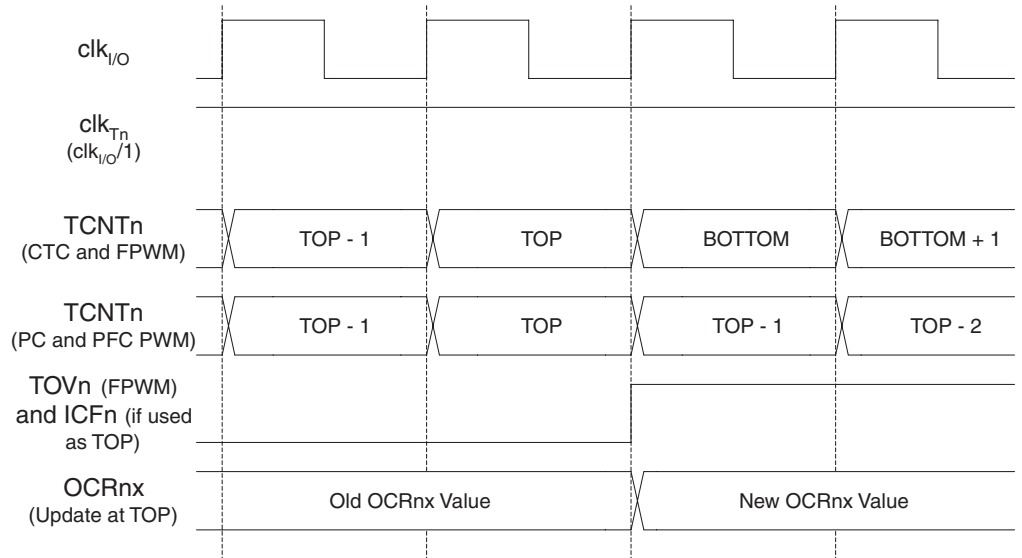 clkI/O
clkTn
(clkI/O/1)
TCNTn
(CTC and FPWM)
TOP - 1
TOP
BOTTOM
BOTTOM + 1
TCNTn
(PC and PFC PWM)
TOP - 1
TOP
TOP - 1
TOP - 2
TOVn (FPWM)
and ICFn (if used
as TOP)
OCRnx
(Update at TOP)
Old OCRnx Value
New OCRnx Value